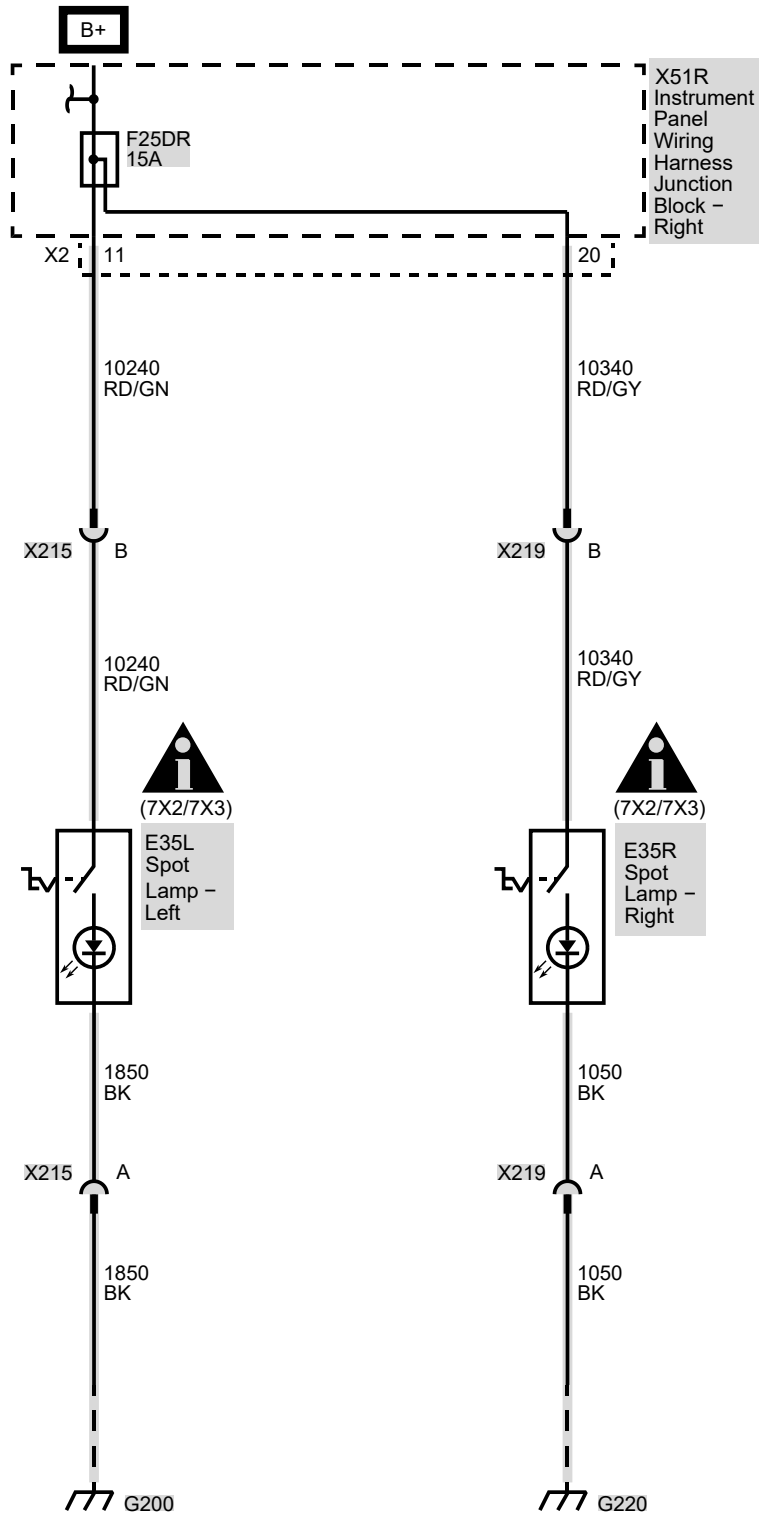 B+
X51R
Instrument
Panel
Wiring
Harness
Junction
Block –
Right
F25DR
15A
X2
11
20
10240
RD/GN
10340
RD/GY
X215
B
X219
B
10240
RD/GN
10340
RD/GY
i
i
(7X2/7X3)
(7X2/7X3)
E35L
Spot
Lamp –
Left
E35R
Spot
Lamp –
Right
1850
BK
1050
BK
X215
A
X219
A
1850
BK
1050
BK
G200
G220